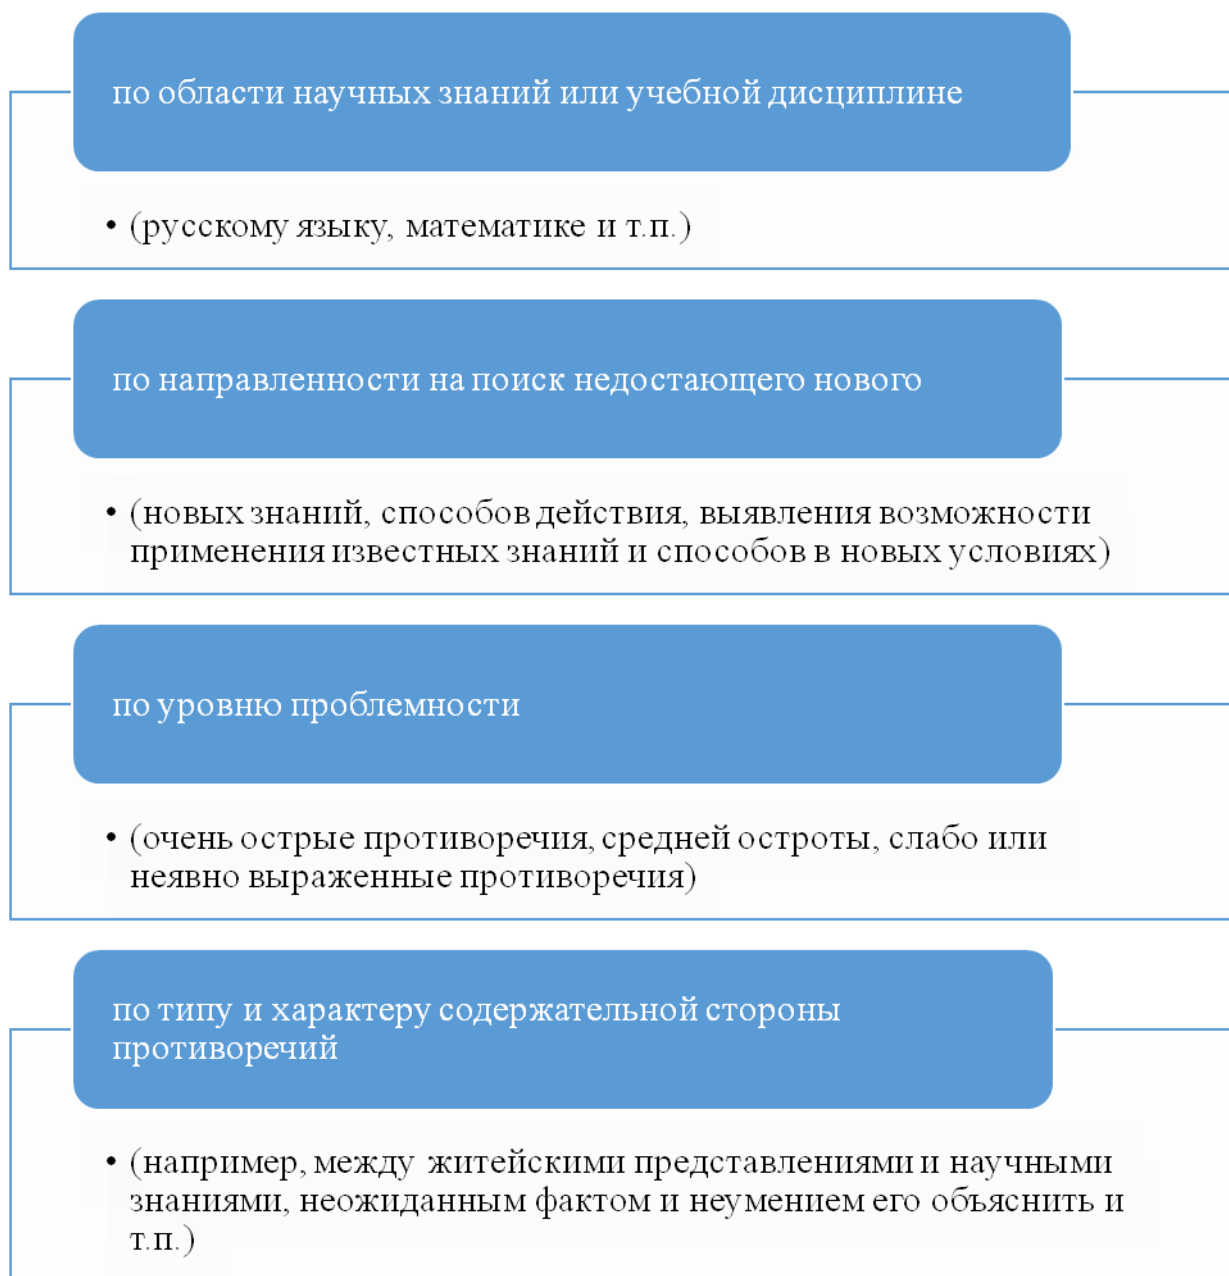 по области научных знаний или учебной дисциплине
• (русскому языку, математике и т.п.)
по направленности на поиск недостающего нового
• (новых знаний, способов действия, выявления возможности
применения известных знаний и способов в новых условиях)
по уровню проблемности
• (очень острые противоречия, средней остроты, слабо или
неявно выраженные противоречия)
по типу и характеру содержательной стороны
противоречий
• (например, между житейскими представлениями и научными
знаниями, неожиданным фактом и неумением его объяснить и
т.п.)